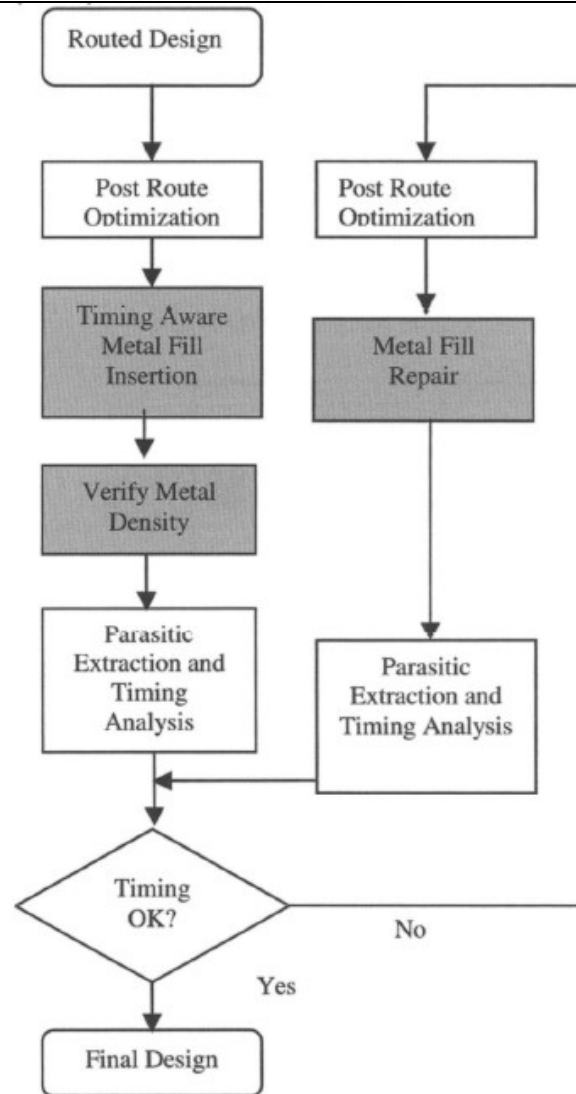 Routed Design
Post Route
Optimization
Timing Aware
Metal Fill
Insertion
Verify Metal
Density
Parasitic
Extraction and
Timing
Analysis
Timing
OK?
Yes
Final Design
No
Post Route
Optimization
Metal Fill
Repair
Parasitic
Extraction and
Timing Analysis